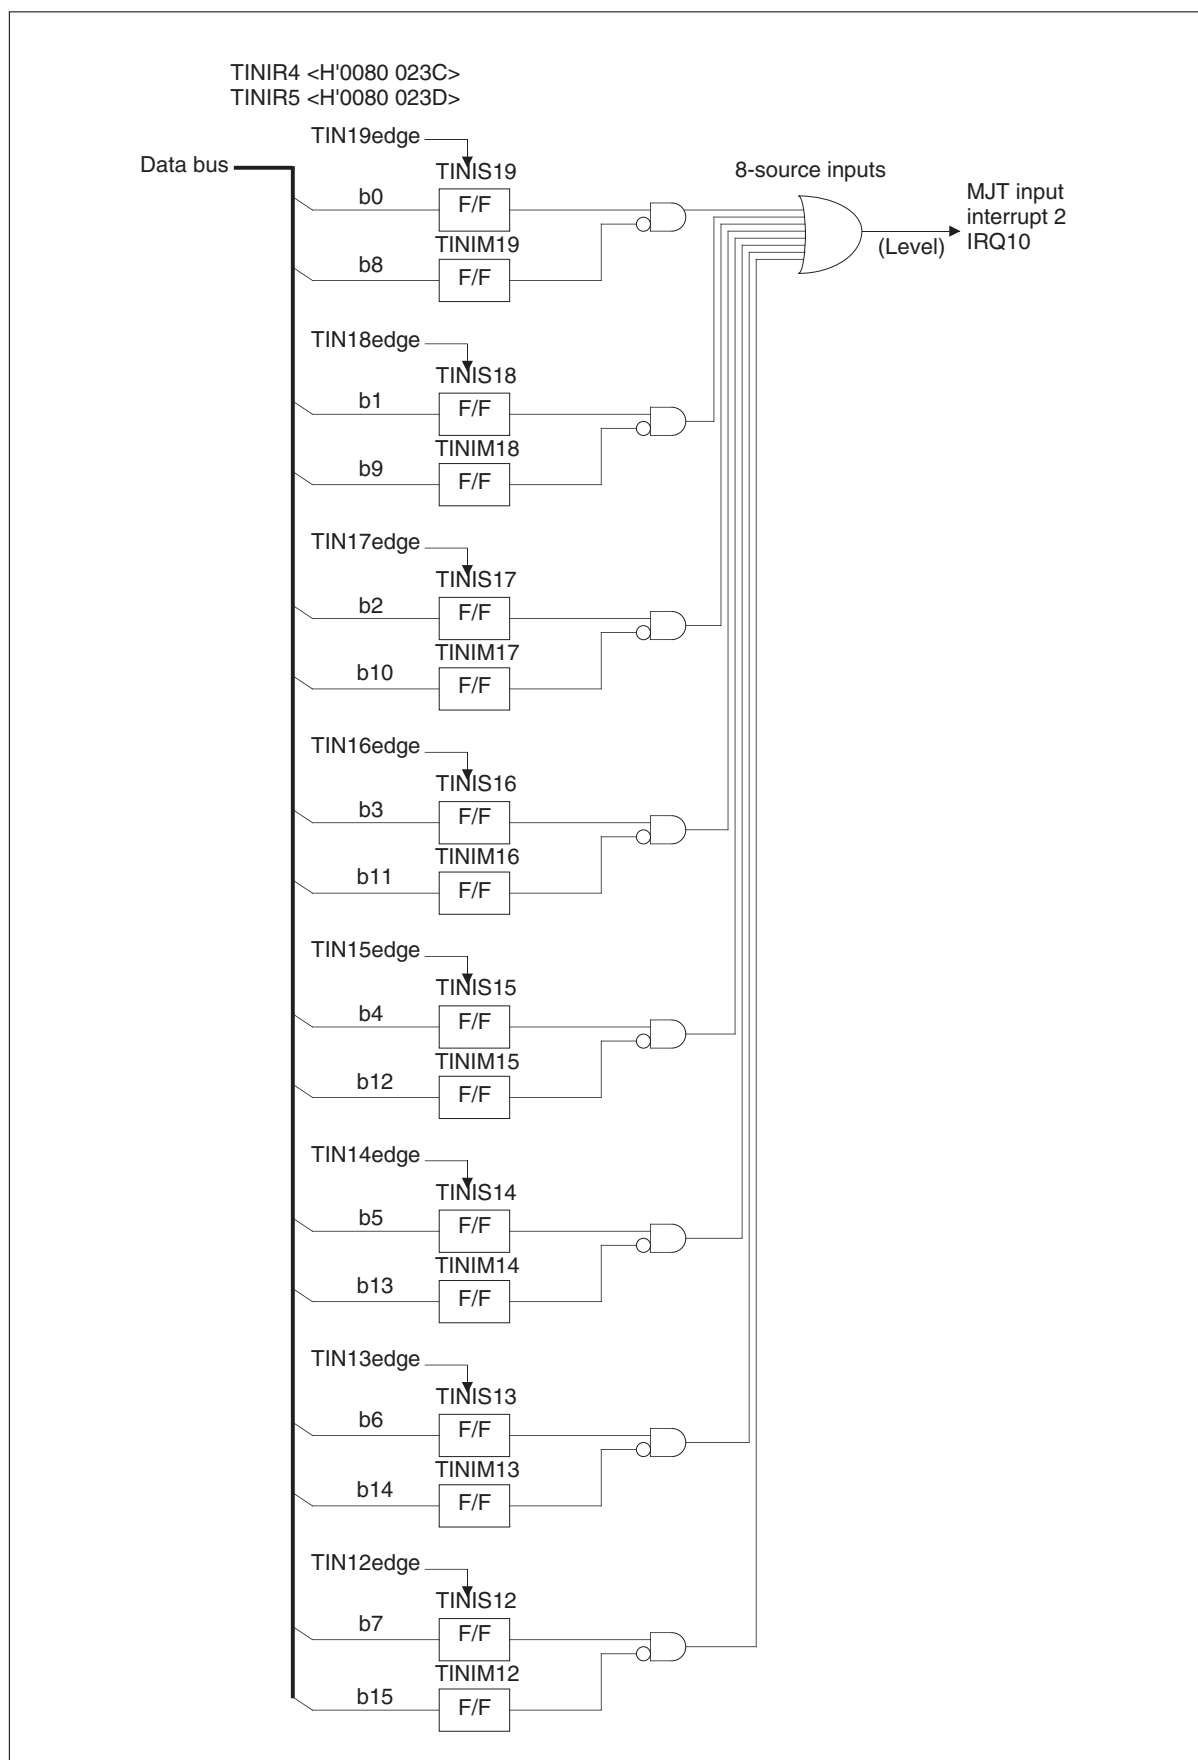 TINIR4 <H'0080 023C>
TINIR5 <H'0080 023D>
TIN19edge
Data bus
TINIS19
8-source inputs
b0
F/F
MJT input
interrupt 2
IRQ10
(Level)
TINIM19
b8
F/F
TIN18edge
TINIS18
b1
F/F
TINIM18
b9
F/F
TIN17edge
TINIS17
b2
F/F
TINIM17
b10
F/F
TIN16edge
TINIS16
b3
F/F
TINIM16
b11
F/F
TIN15edge
TINIS15
b4
F/F
TINIM15
b12
F/F
TIN14edge
TINIS14
b5
F/F
TINIM14
b13
F/F
TIN13edge
TINIS13
b6
F/F
TINIM13
b14
F/F
TIN12edge
TINIS12
b7
F/F
TINIM12
b15
F/F